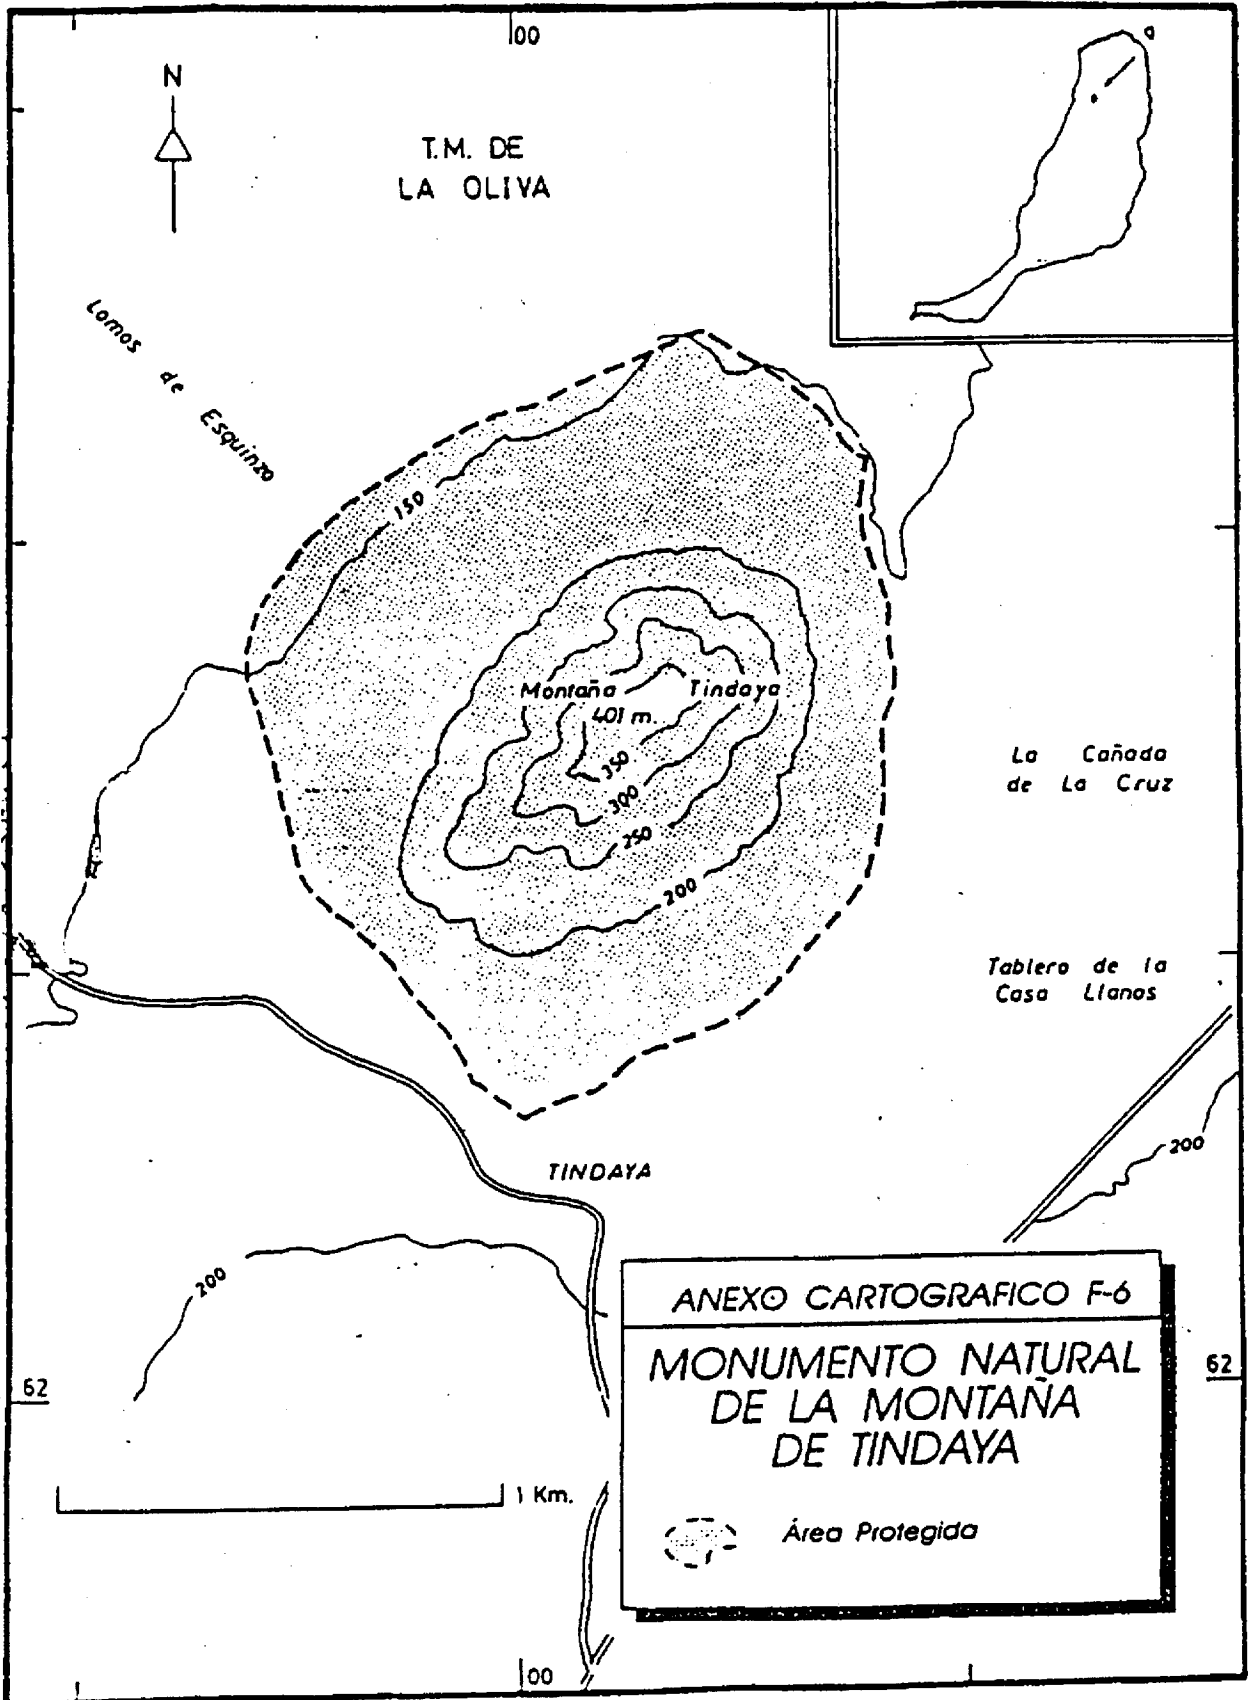 00
N
T.M. DE
LA OLIVA
Lomos
de
Esquinzo
150
Montaña Tindaya
401 m.
350
300
250
200
La Cañada
de La Cruz
Tablero de la
Casa Llanos
200
TINDAYA
200
62
62
1 Km.
ANEXO CARTOGRAFICO F-6
MONUMENTO NATURAL
DE LA MONTAÑA
DE TINDAYA
Área Protegida
00